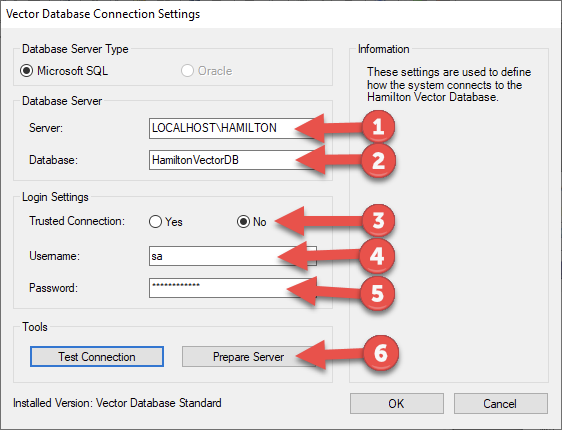 Vector Database Connection Settings
Database Server Type
Microsoft SQL Oracle
Database Server
Server: LOCALHOST\HAMILTON 1
Database: HamiltonVectorDB 2
Login Settings
Trusted Connection: Yes No 3
Username: sa 4
Password: ************ 5
Tools
Test Connection Prepare Server 6
Information
These settings are used to define
how the system connects to the
Hamilton Vector Database.
Installed Version: Vector Database Standard OK Cancel